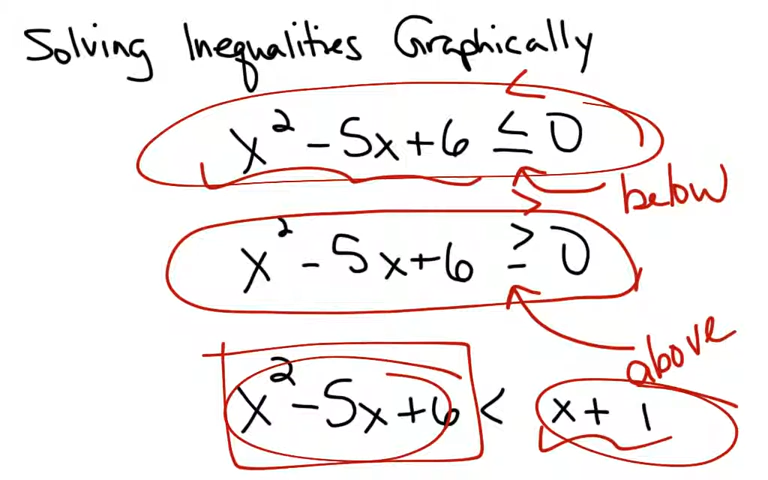 Solving Inequalities Graphically
x² - 5x + 6 ≤ 0
below
x² - 5x + 6 ≥ 0
above
x² - 5x + 6 < x + 1